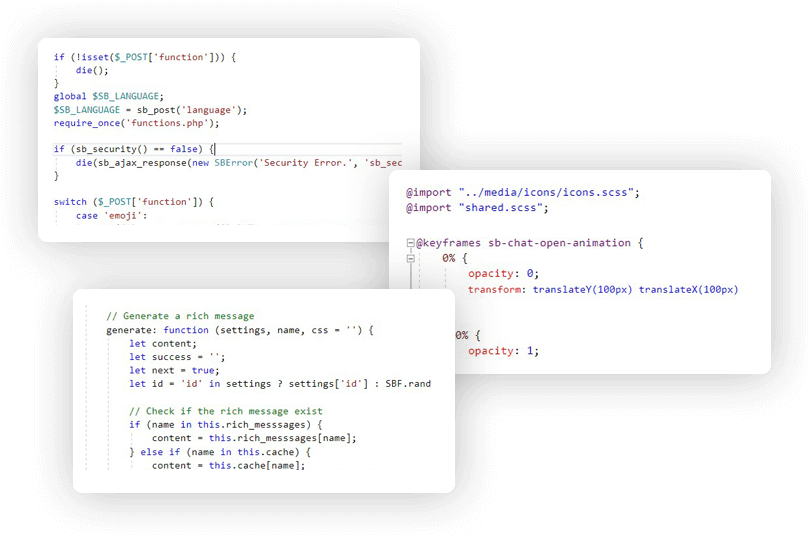 if (!isset($_POST['function'])) {
    die();
}
global $SB_LANGUAGE;
$SB_LANGUAGE = sb_post('language');
require_once('functions.php');

if (sb_security() == false) {
    die(sb_ajax_response(new SBError('Security Error.', 'sb_sec
}

switch ($_POST['function']) {
    case 'emoji':

@import "../media/icons/icons.scss";
@import "shared.scss";

@keyframes sb-chat-open-animation {
    0% {
        opacity: 0;
        transform: translateY(100px) translateX(100px)

    0% {
        opacity: 1;

// Generate a rich message
generate: function (settings, name, css = '') {
    let content;
    let success = '';
    let next = true;
    let id = 'id' in settings ? settings['id'] : SBF.rand

    // Check if the rich message exist
    if (name in this.rich_messsages) {
        content = this.rich_messsages[name];
    } else if (name in this.cache) {
        content = this.cache[name];